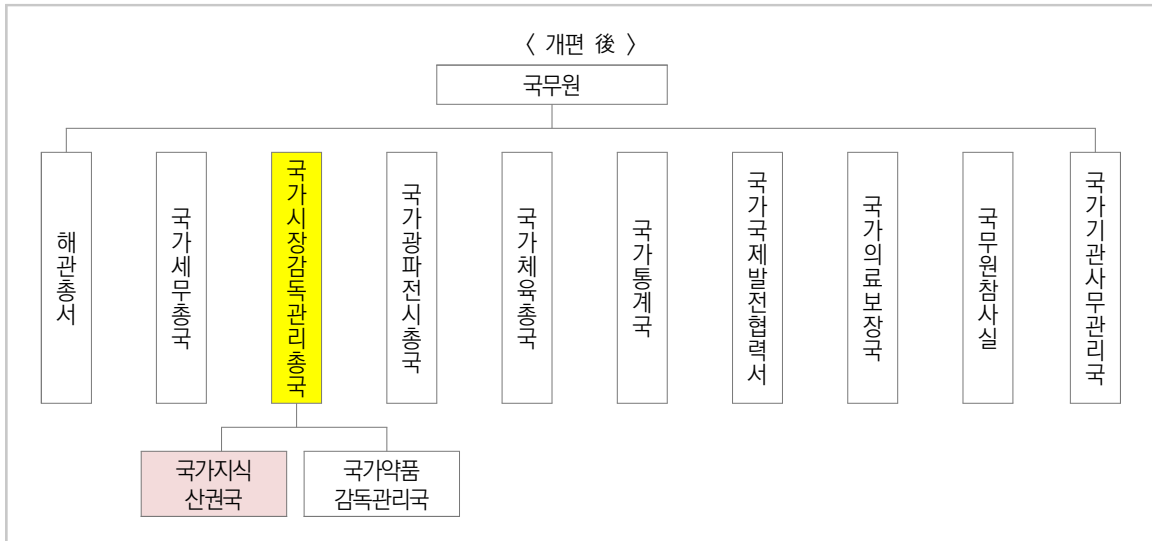 〈 개편 後 〉
국무원
해관총서
국가세무총국
국가시장감독관리총국
국가광파전시총국
국가체육총국
국가통계국
국가국제발전협력서
국가의료보장국
국무원참사실
국가기관사무관리국
국가지식
산권국
국가약품
감독관리국